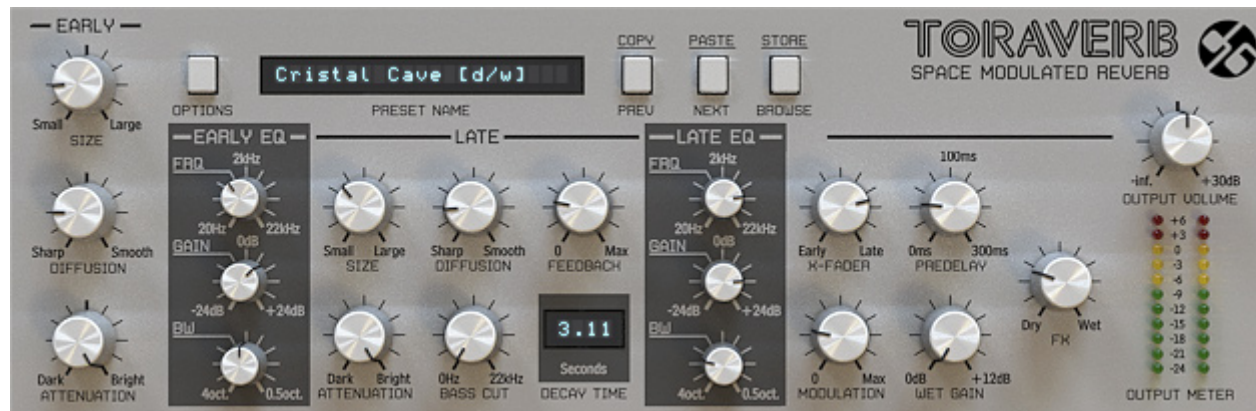 EARLY
Small Large
SIZE
Sharp Smooth
DIFFUSION
Dark Bright
ATTENUATION
OPTIONS
Cristal Cave [d/w]
PRESET NAME
COPY PASTE STORE
PREV NEXT BROWSE
TORAVERB
SPACE MODULATED REVERB
EARLY EQ
FRQ
2kHz
20Hz 22kHz
GAIN
0dB
-24dB +24dB
BW
4oct. 0.5oct.
LATE
Small Large
SIZE
Sharp Smooth
DIFFUSION
0 Max
FEEDBACK
Dark Bright
ATTENUATION
0Hz 22kHz
BASS CUT
3.11
Seconds
DECAY TIME
LATE EQ
FRQ
2kHz
20Hz 22kHz
GAIN
0dB
-24dB +24dB
BW
4oct. 0.5oct.
Early Late
X-FADER
100ms
0ms 300ms
PREDELAY
0 Max
MODULATION
0dB +12dB
WET GAIN
Dry Wet
FX
-inf. +30dB
OUTPUT VOLUME
+6
+3
0
-3
-6
-9
-12
-15
-18
-21
-24
OUTPUT METER